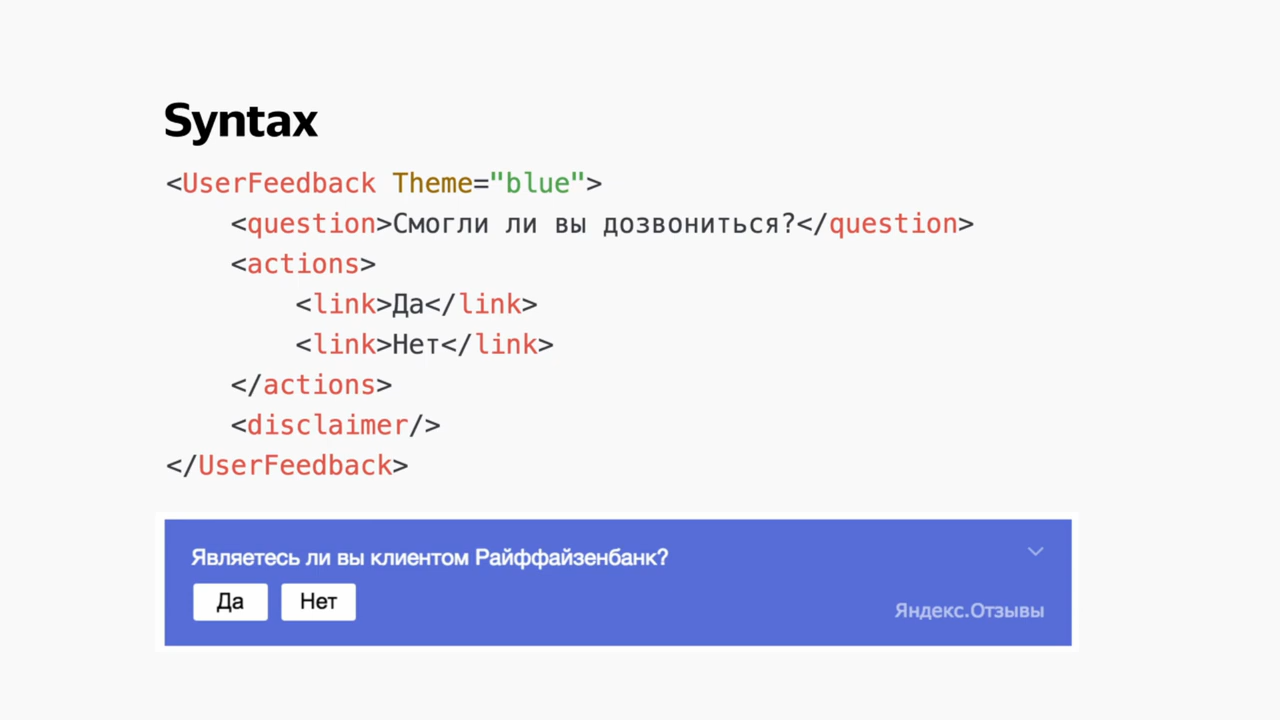 Syntax
<UserFeedback Theme="blue">
<question>Смогли ли вы дозвониться?</question>
<actions>
<link>Да</link>
<link>Нет</link>
</actions>
<disclaimer/>
</UserFeedback>
Являетесь ли вы клиентом Райффайзенбанк?
Да Нет
Яндекс.Отзывы